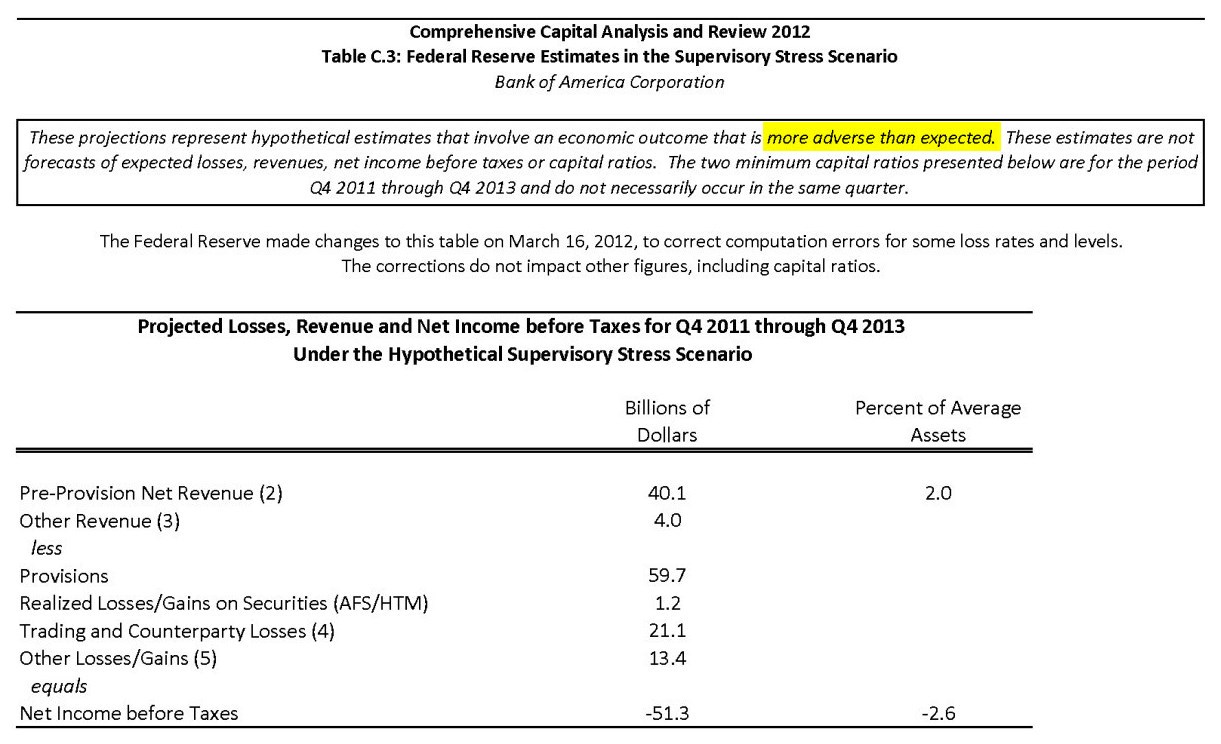 Comprehensive Capital Analysis and Review 2012
Table C.3: Federal Reserve Estimates in the Supervisory Stress Scenario
Bank of America Corporation
These projections represent hypothetical estimates that involve an economic outcome that is more adverse than expected. These estimates are not
forecasts of expected losses, revenues, net income before taxes or capital ratios. The two minimum capital ratios presented below are for the period
Q4 2011 through Q4 2013 and do not necessarily occur in the same quarter.
The Federal Reserve made changes to this table on March 16, 2012, to correct computation errors for some loss rates and levels.
The corrections do not impact other figures, including capital ratios.
Projected Losses, Revenue and Net Income before Taxes for Q4 2011 through Q4 2013
Under the Hypothetical Supervisory Stress Scenario
Billions of Percent of Average
Dollars Assets
Pre-Provision Net Revenue (2) 40.1 2.0
Other Revenue (3) 4.0
less
Provisions 59.7
Realized Losses/Gains on Securities (AFS/HTM) 1.2
Trading and Counterparty Losses (4) 21.1
Other Losses/Gains (5) 13.4
equals
Net Income before Taxes -51.3 -2.6